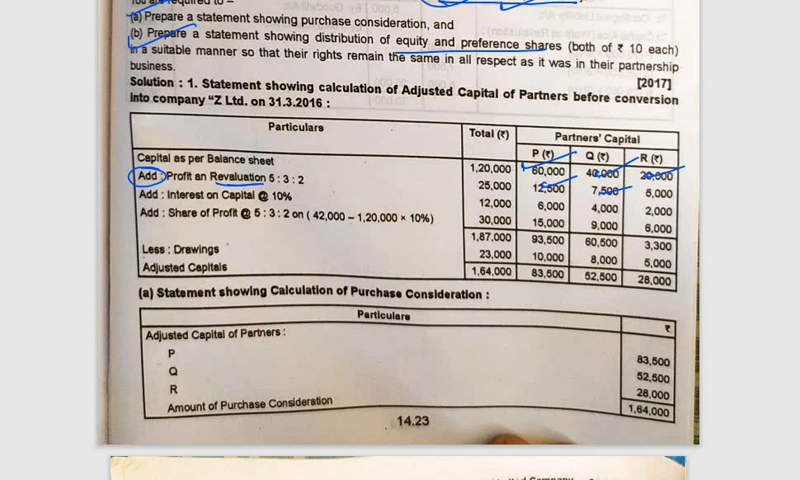 You are required to –
(a) Prepare a statement showing purchase consideration, and
(b) Prepare a statement showing distribution of equity and preference shares (both of ₹ 10 each)
in a suitable manner so that their rights remain the same in all respect as it was in their partnership
business. [2017]
Solution : 1. Statement showing calculation of Adjusted Capital of Partners before conversion
into company "Z Ltd. on 31.3.2016 :
Particulars Total (₹) Partners' Capital
P (₹) Q (₹) R (₹)
Capital as per Balance sheet 1,20,000 60,000 40,000 20,000
Add : Profit an Revaluation 5 : 3 : 2 25,000 12,500 7,500 5,000
Add : Interest on Capital @ 10% 12,000 6,000 4,000 2,000
Add : Share of Profit @ 5 : 3 : 2 on ( 42,000 – 1,20,000 × 10%) 30,000 15,000 9,000 6,000
1,87,000 93,500 60,500 3,300
Less : Drawings 23,000 10,000 8,000 5,000
Adjusted Capitals 1,64,000 83,500 52,500 28,000
(a) Statement showing Calculation of Purchase Consideration :
Particulars ₹
Adjusted Capital of Partners :
P 83,500
Q 52,500
R 28,000
Amount of Purchase Consideration 1,64,000
14.23